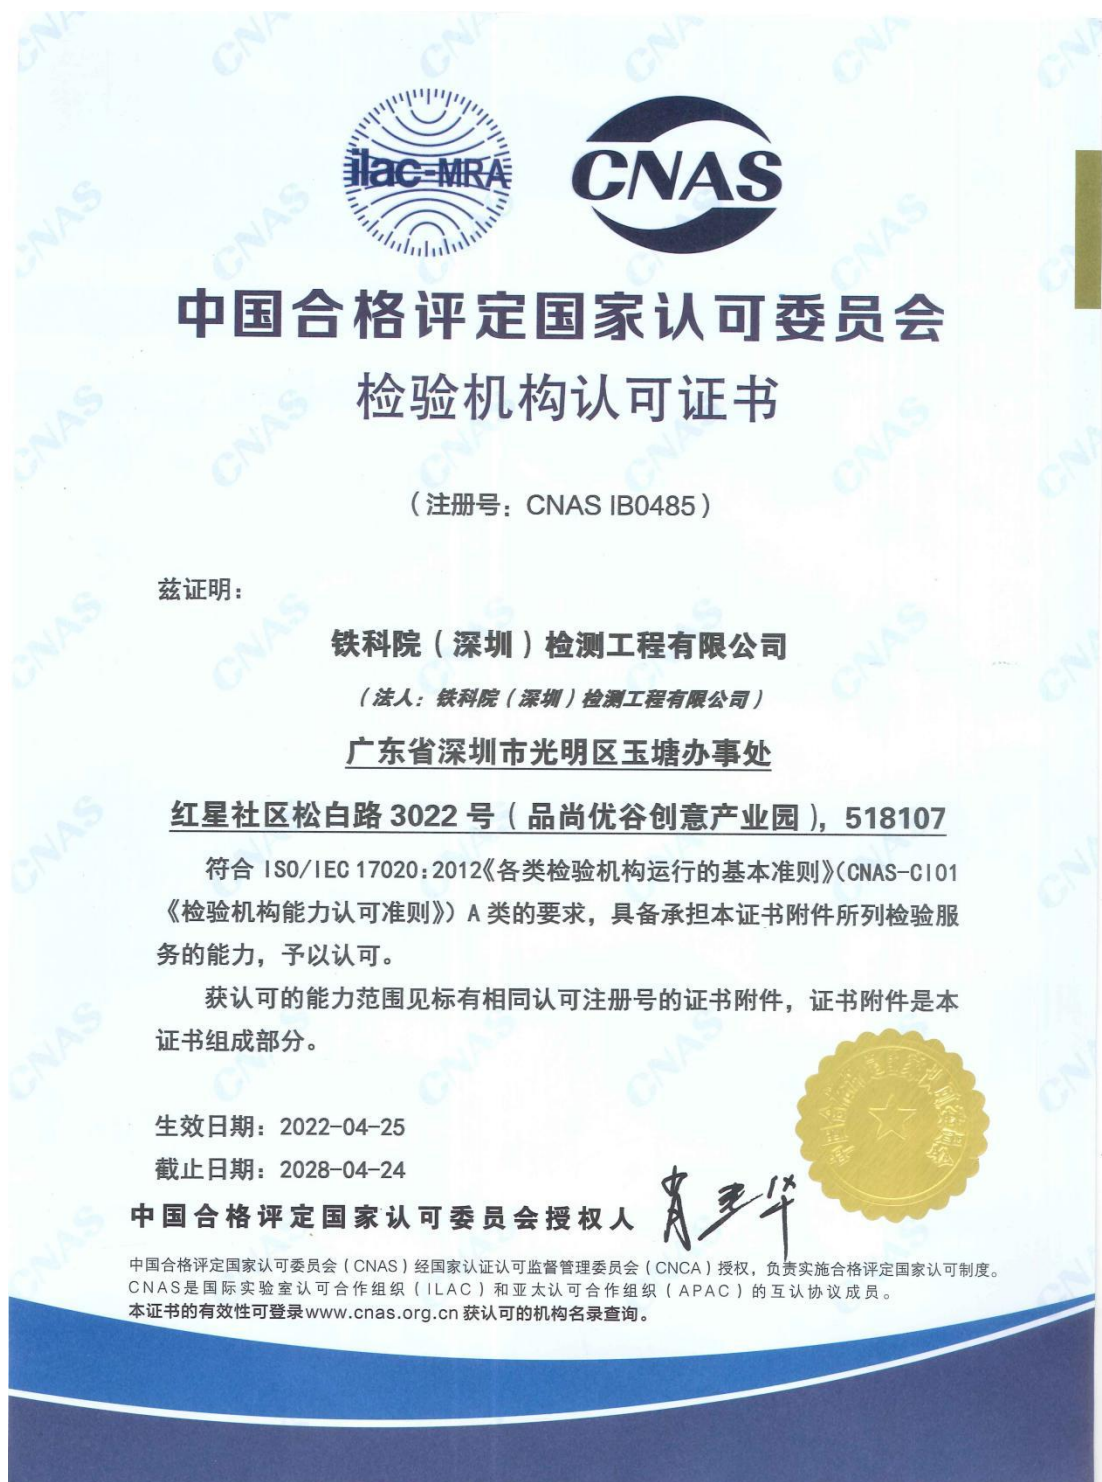 ilac-MRA
CNAS
中国合格评定国家认可委员会
检验机构认可证书
（注册号：CNAS IB0485）
兹证明：
铁科院（深圳）检测工程有限公司
（法人：铁科院（深圳）检测工程有限公司）
广东省深圳市光明区玉塘办事处
红星社区松白路 3022 号（品尚优谷创意产业园），518107
符合 ISO/IEC 17020:2012《各类检验机构运行的基本准则》(CNAS-CI01
《检验机构能力认可准则》) A 类的要求，具备承担本证书附件所列检验服
务的能力，予以认可。
获认可的能力范围见标有相同认可注册号的证书附件，证书附件是本
证书组成部分。
生效日期：2022-04-25
截止日期：2028-04-24
中国合格评定国家认可委员会授权人
中国合格评定国家认可委员会（CNAS）经国家认证认可监督管理委员会（CNCA）授权，负责实施合格评定国家认可制度。
CNAS是国际实验室认可合作组织（ILAC）和亚太认可合作组织（APAC）的互认协议成员。
本证书的有效性可登录www.cnas.org.cn 获认可的机构名录查询。